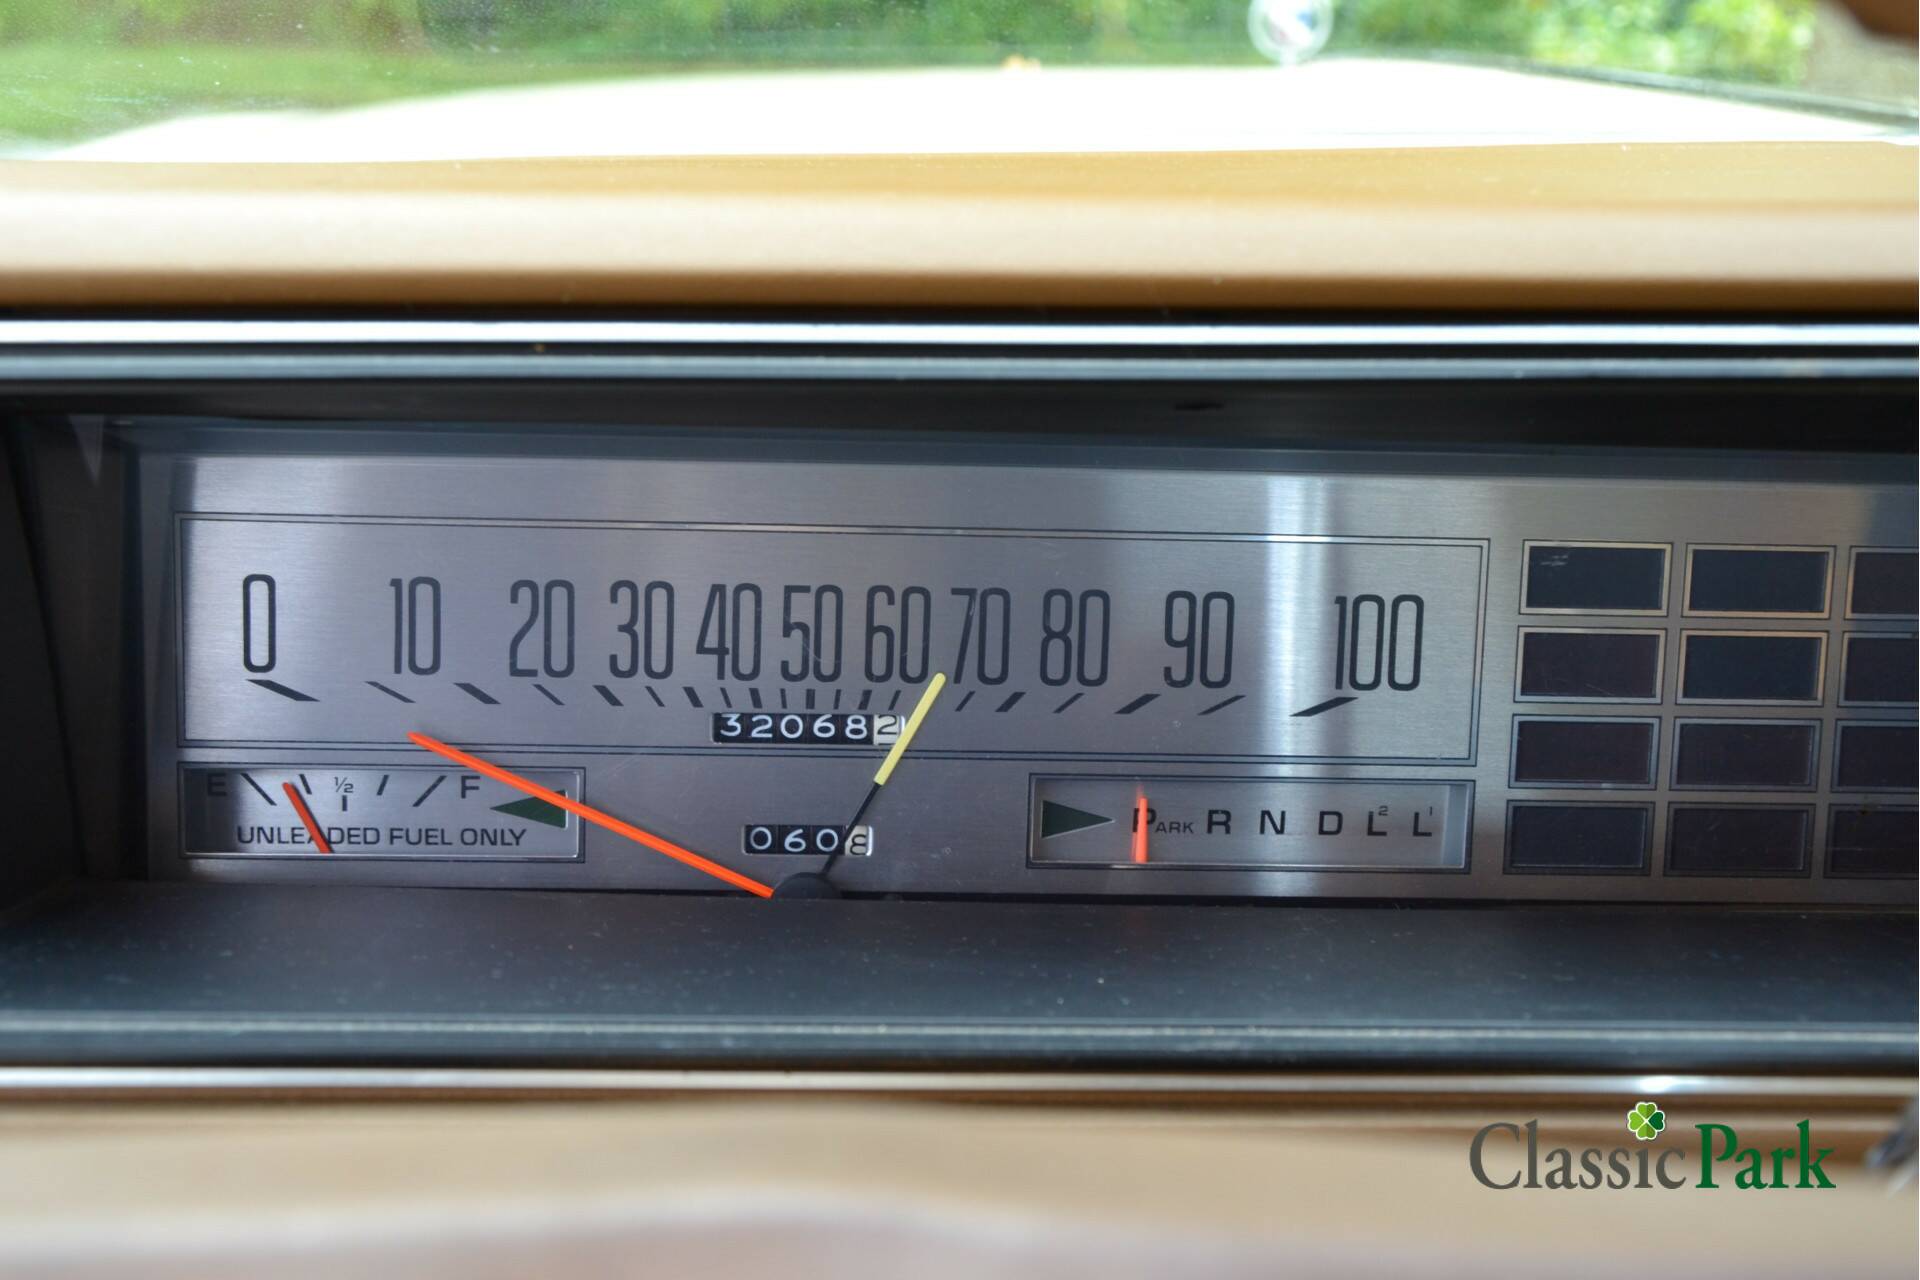 0 10 20 30 40 50 60 70 80 90 100
320682
E ½ F
UNLEADED FUEL ONLY
0608
PARK R N D L2 L1
Classic Park